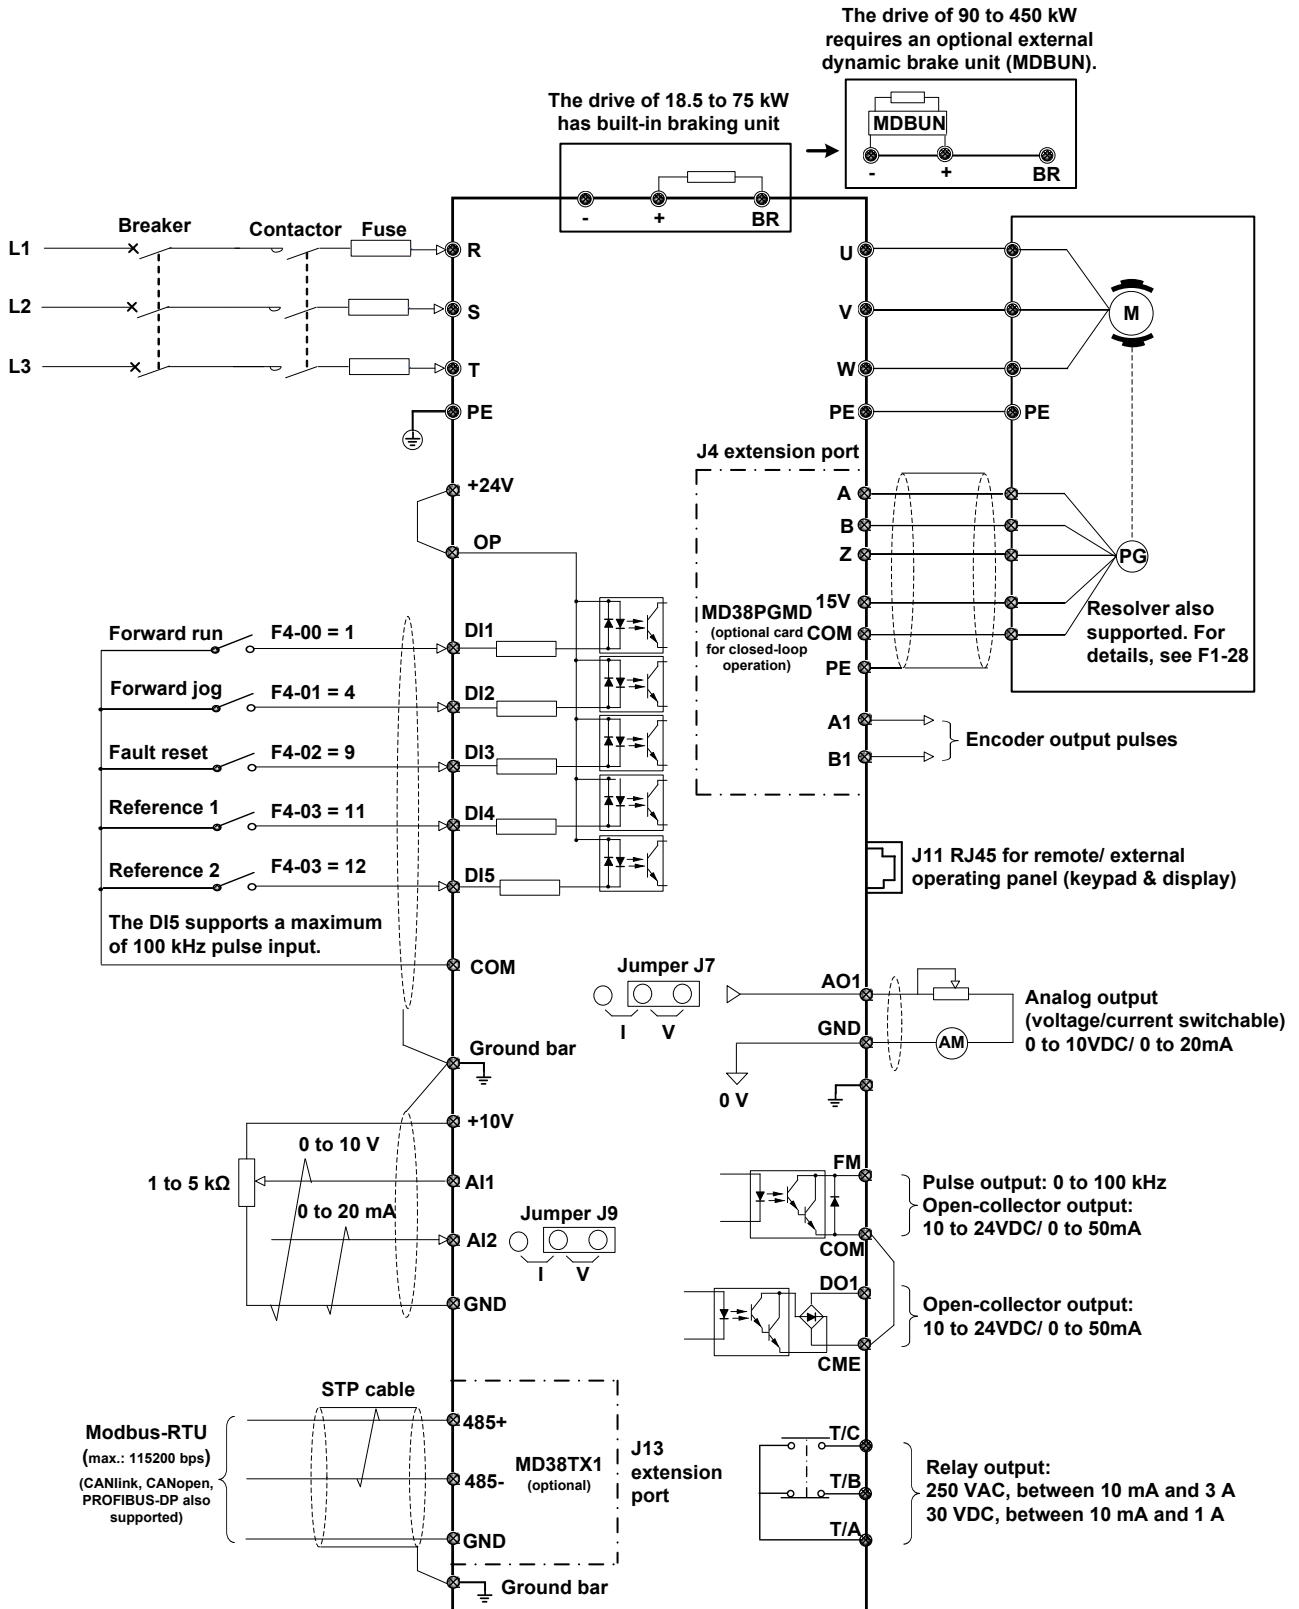 The drive of 90 to 450 kW
requires an optional external
dynamic brake unit (MDBUN).
The drive of 18.5 to 75 kW
has built-in braking unit
MDBUN
- + BR
- + BR
Breaker Contactor Fuse
L1 R
L2 S
L3 T
PE
U
V
W
PE PE
M
J4 extension port
+24V
OP
A
B
Z
15V
COM
PE
PG
MD38PGMD
(optional card
for closed-loop
operation)
Resolver also
supported. For
details, see F1-28
A1
B1
Encoder output pulses
Forward run F4-00 = 1 DI1
Forward jog F4-01 = 4 DI2
Fault reset F4-02 = 9 DI3
Reference 1 F4-03 = 11 DI4
Reference 2 F4-03 = 12 DI5
The DI5 supports a maximum
of 100 kHz pulse input.
COM
J11 RJ45 for remote/ external
operating panel (keypad & display)
Jumper J7
I V
AO1
GND
0 V
AM
Analog output
(voltage/current switchable)
0 to 10VDC/ 0 to 20mA
Ground bar
+10V
0 to 10 V
1 to 5 kΩ
AI1
0 to 20 mA
AI2
Jumper J9
I V
GND
FM
COM
Pulse output: 0 to 100 kHz
Open-collector output:
10 to 24VDC/ 0 to 50mA
DO1
CME
Open-collector output:
10 to 24VDC/ 0 to 50mA
STP cable
Modbus-RTU
(max.: 115200 bps)
(CANlink, CANopen,
PROFIBUS-DP also
supported)
485+
485-
GND
MD38TX1
(optional)
J13
extension
port
Ground bar
T/C
T/B
T/A
Relay output:
250 VAC, between 10 mA and 3 A
30 VDC, between 10 mA and 1 A